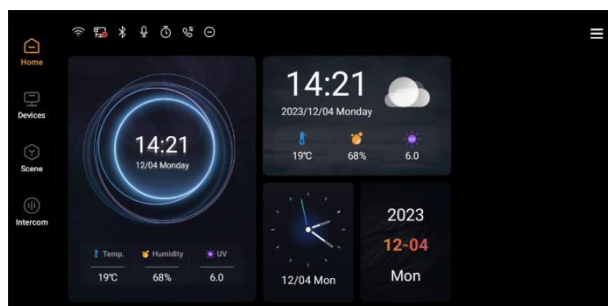 Home
Devices
Scene
Intercom
14:21
12/04 Monday
Temp.
Humidity
UV
19℃
68%
6.0
14:21
2023/12/04 Monday
19℃
68%
6.0
12/04 Mon
2023
12-04
Mon